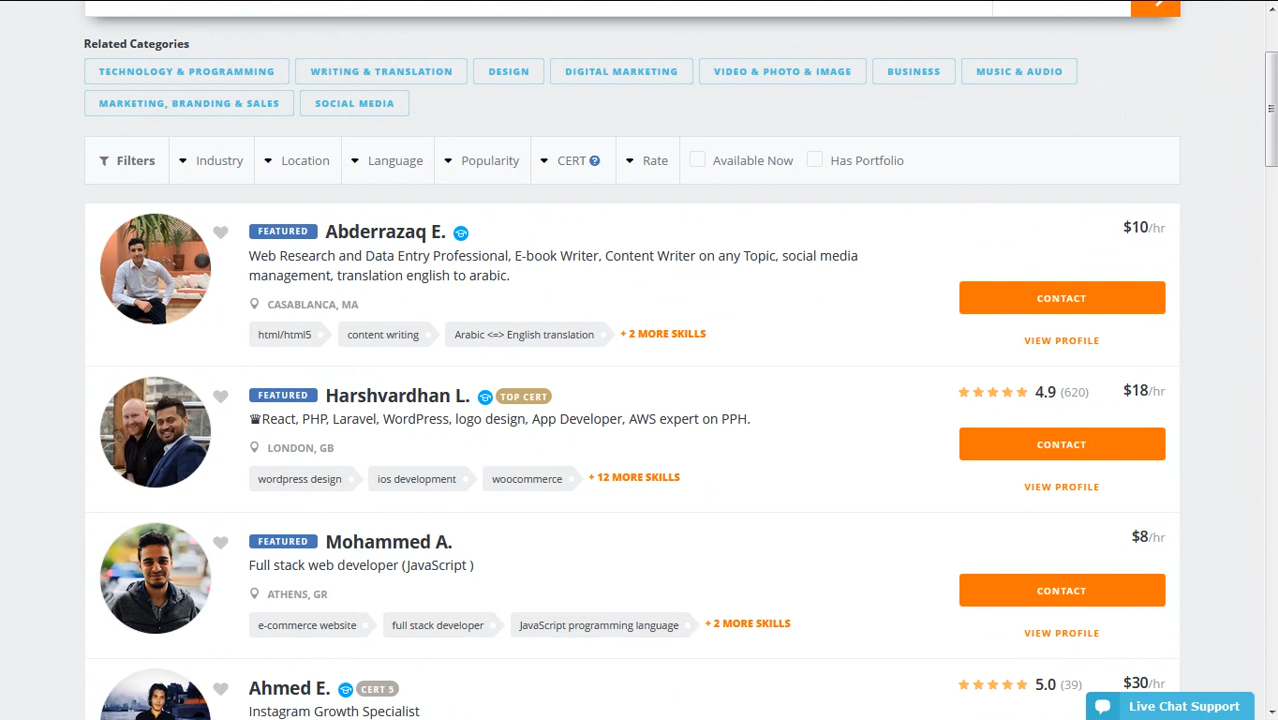 Related Categories
TECHNOLOGY & PROGRAMMING WRITING & TRANSLATION DESIGN DIGITAL MARKETING VIDEO & PHOTO & IMAGE BUSINESS MUSIC & AUDIO
MARKETING, BRANDING & SALES SOCIAL MEDIA
Filters Industry Location Language Popularity CERT ? Rate Available Now Has Portfolio
FEATURED Abderrazaq E. $10/hr
Web Research and Data Entry Professional, E-book Writer, Content Writer on any Topic, social media
management, translation english to arabic.
CASABLANCA, MA CONTACT
html/html5 content writing Arabic <=> English translation + 2 MORE SKILLS
VIEW PROFILE
FEATURED Harshvardhan L. TOP CERT 4.9 (620) $18/hr
♛React, PHP, Laravel, WordPress, logo design, App Developer, AWS expert on PPH.
LONDON, GB CONTACT
wordpress design ios development woocommerce + 12 MORE SKILLS
VIEW PROFILE
FEATURED Mohammed A. $8/hr
Full stack web developer (JavaScript )
ATHENS, GR CONTACT
e-commerce website full stack developer JavaScript programming language + 2 MORE SKILLS
VIEW PROFILE
Ahmed E. CERT 5 5.0 (39) $30/hr
Instagram Growth Specialist
Live Chat Support